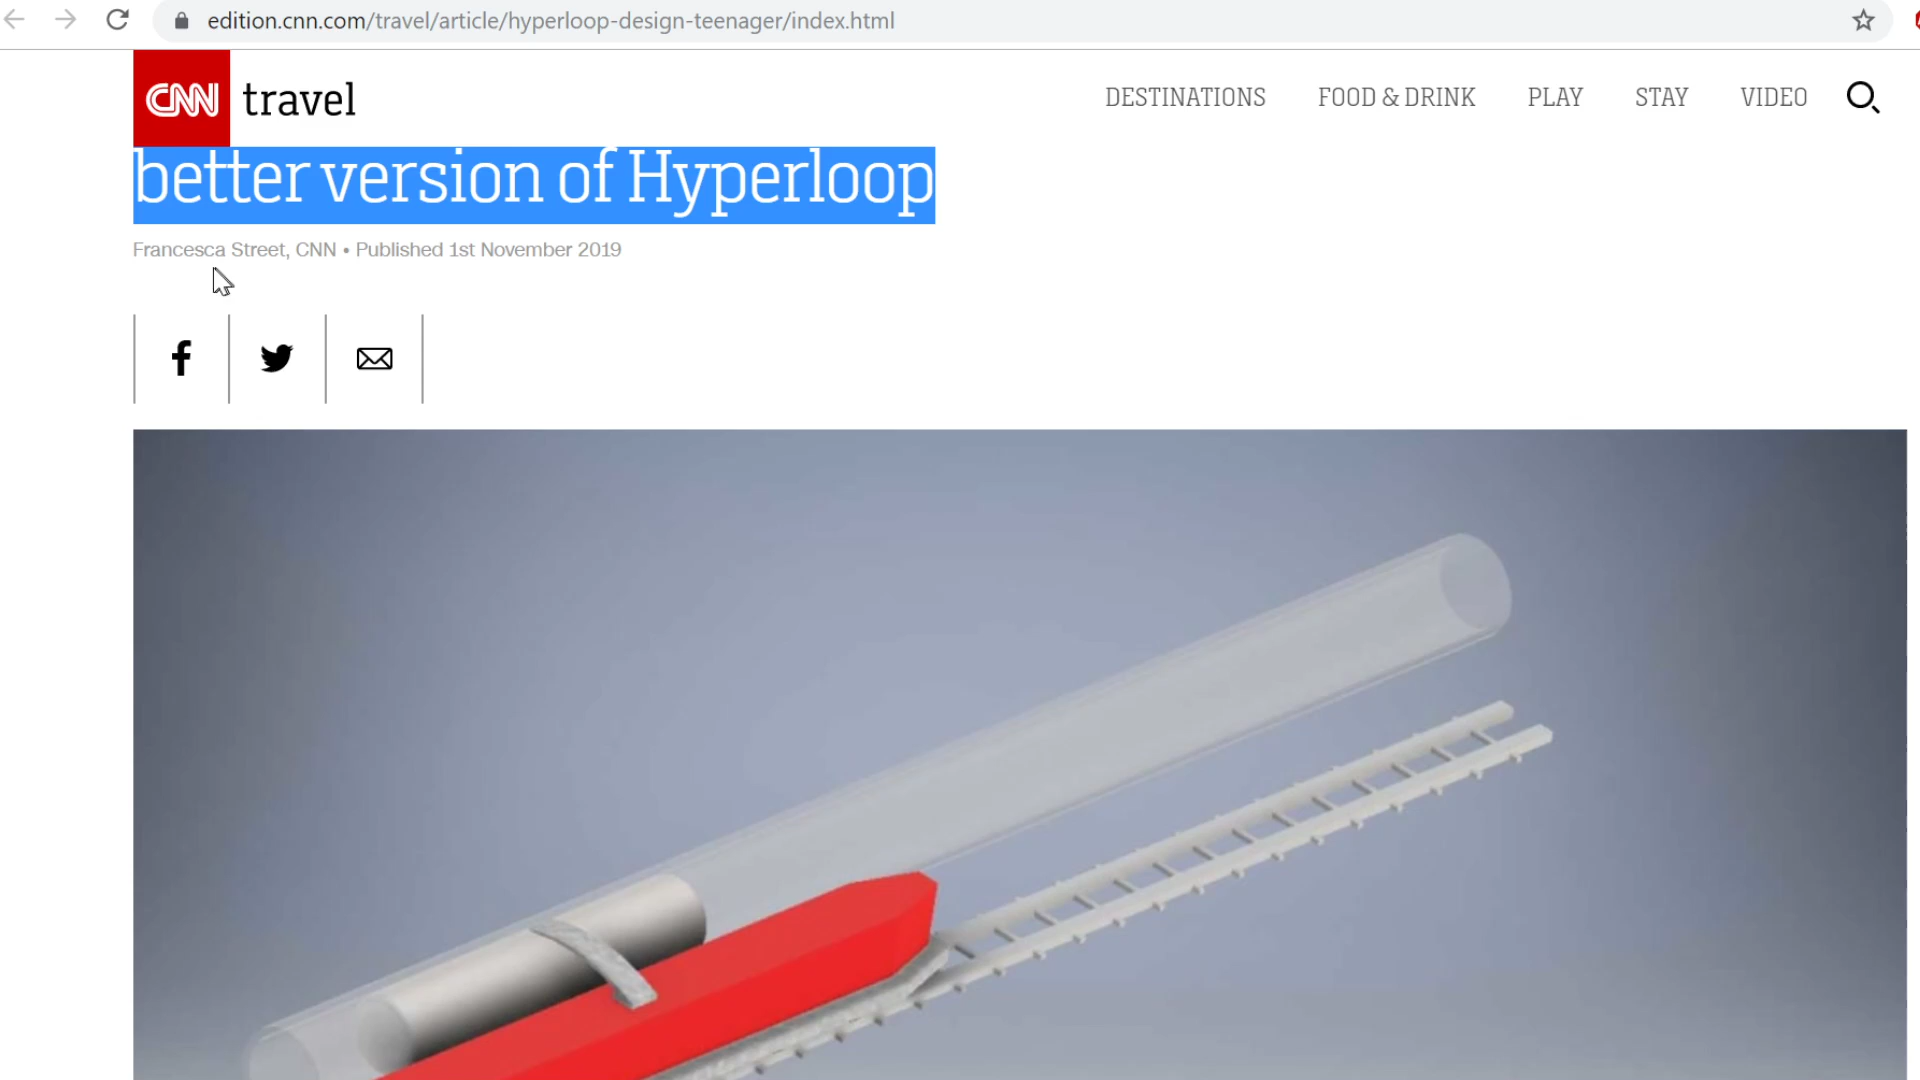 edition.cnn.com/travel/article/hyperloop-design-teenager/index.html
CNN travel
DESTINATIONS FOOD & DRINK PLAY STAY VIDEO
better version of Hyperloop
Francesca Street, CNN • Published 1st November 2019